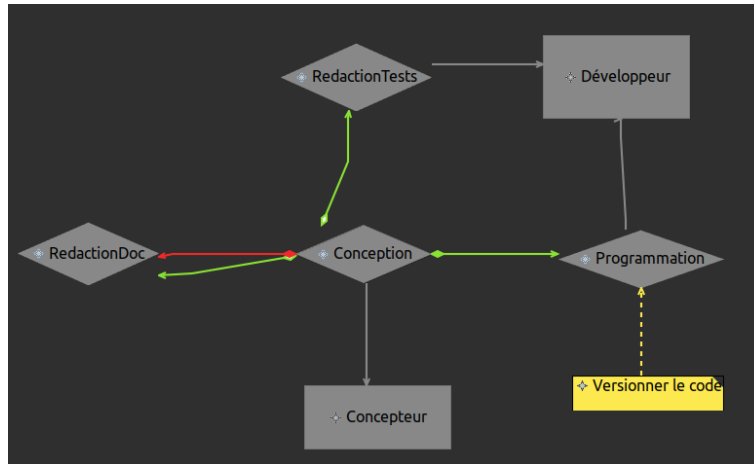 RedactionTests
Développeur
RedactionDoc
Conception
Programmation
Versionner le code
Concepteur